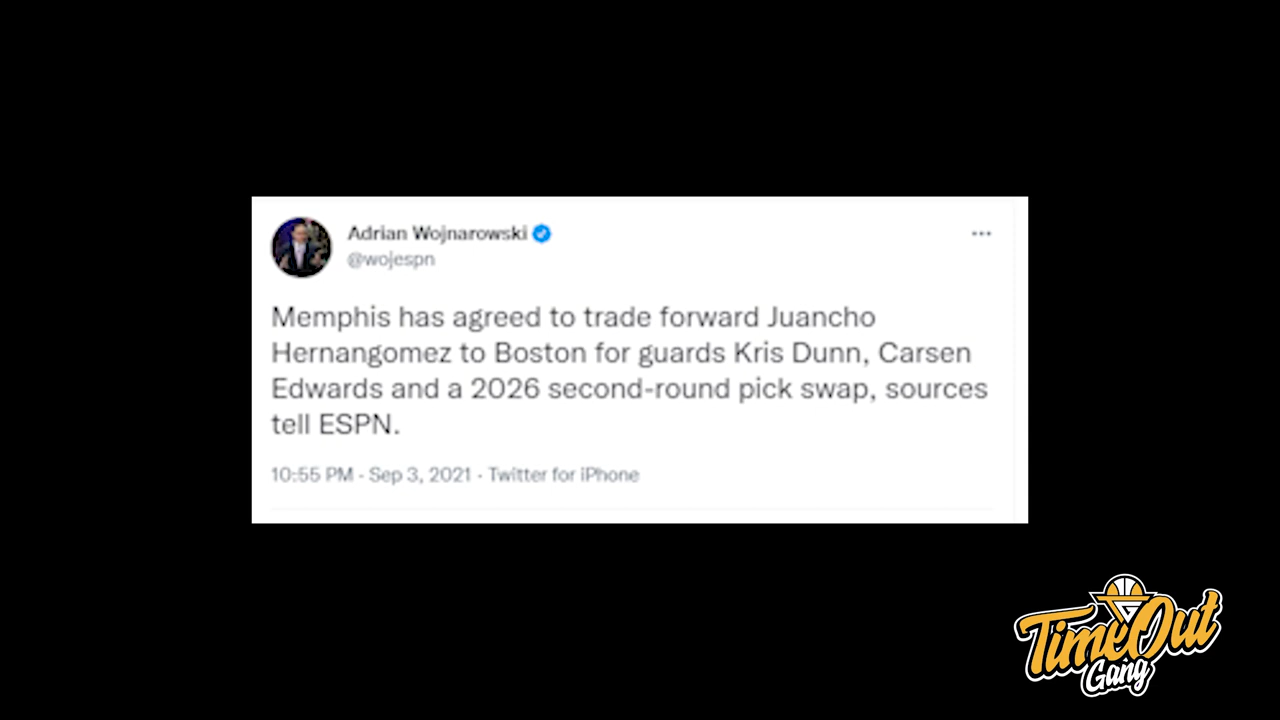 Adrian Wojnarowski
@wojespn
Memphis has agreed to trade forward Juancho
Hernangomez to Boston for guards Kris Dunn, Carsen
Edwards and a 2026 second-round pick swap, sources
tell ESPN.
10:55 PM · Sep 3, 2021 · Twitter for iPhone
TimeOut
Gang